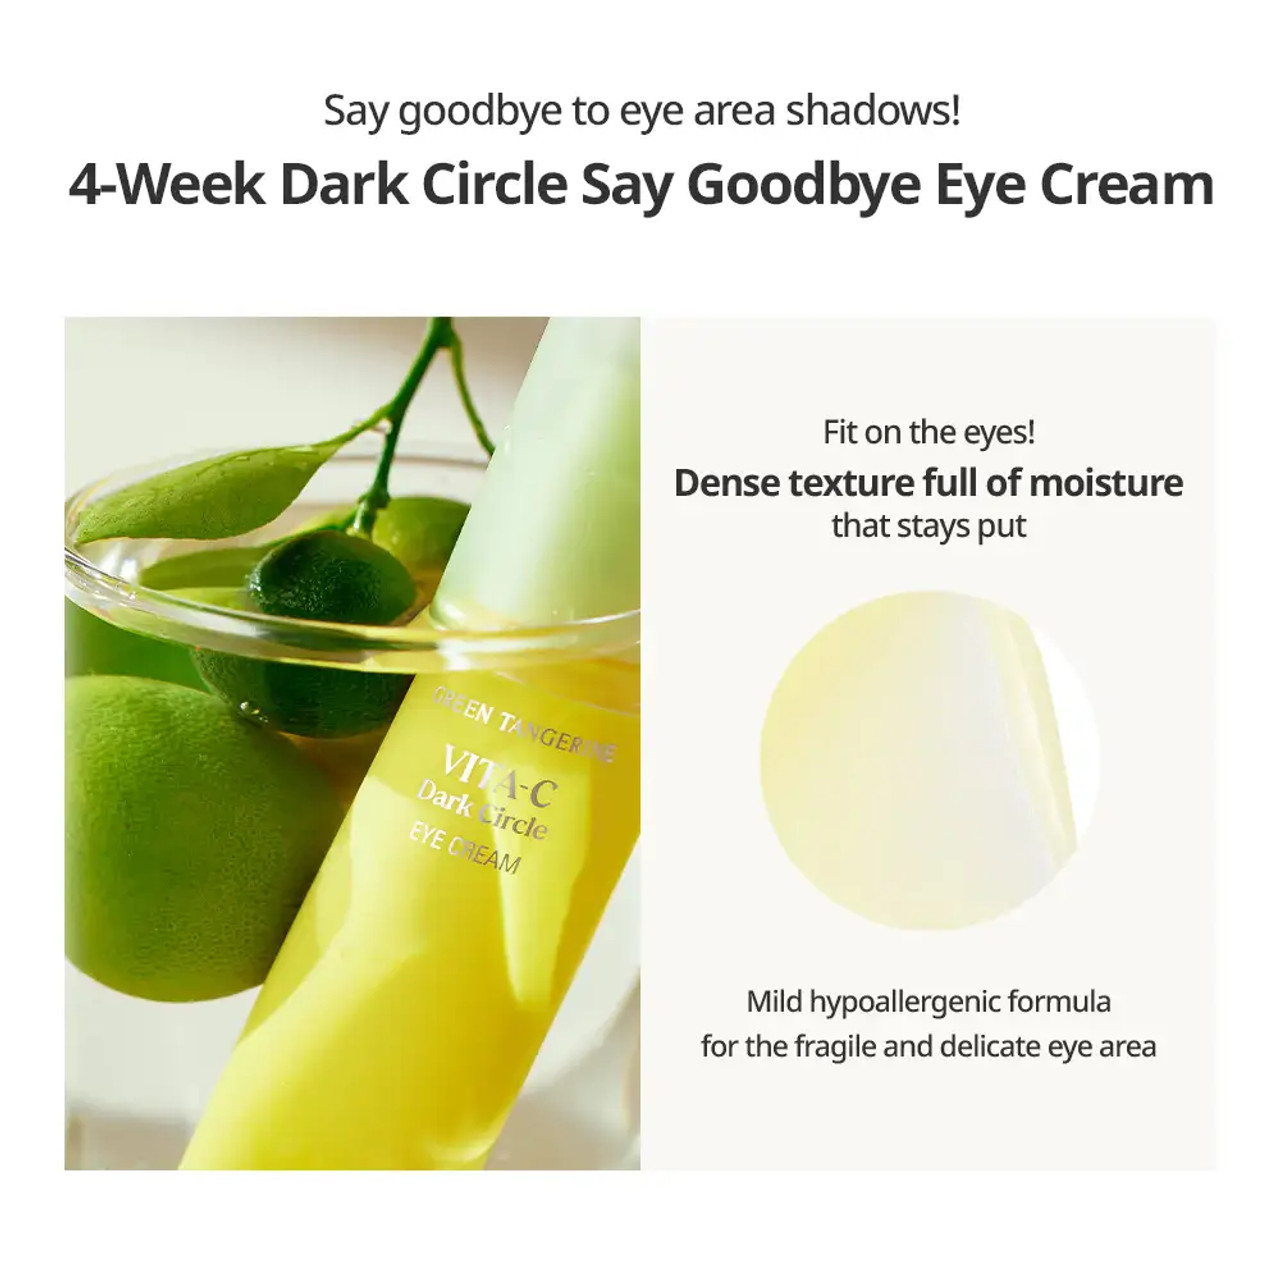 Say goodbye to eye area shadows!
4-Week Dark Circle Say Goodbye Eye Cream
GREEN TANGERINE
VITA-C
Dark Circle
EYE CREAM
Fit on the eyes!
Dense texture full of moisture
that stays put
Mild hypoallergenic formula
for the fragile and delicate eye area